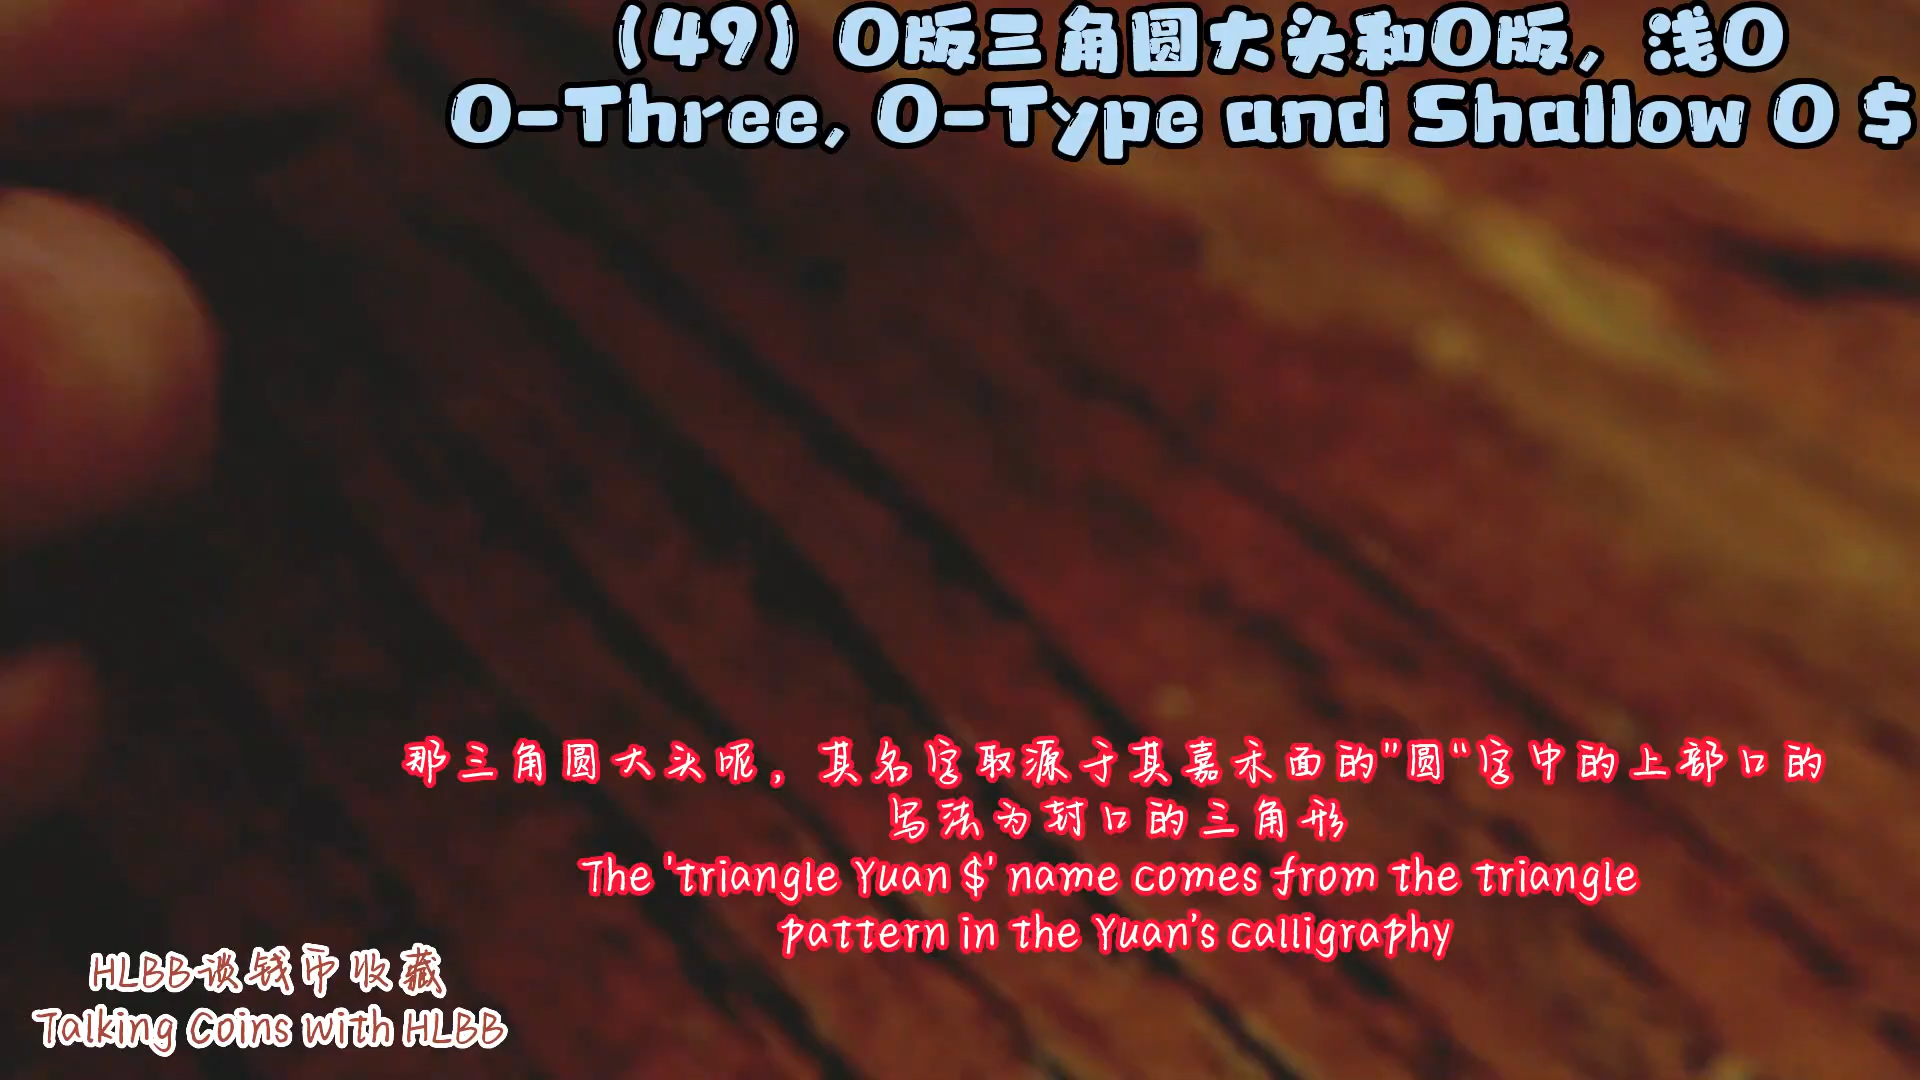 （49）O版三角圆大头和O版，浅O
O-Three, O-Type and Shallow O $
那三角圆大头呢，其名字取源于其嘉禾面的"圆"字中的上部口的
写法为封口的三角形
The 'triangle Yuan $' name comes from the triangle
pattern in the Yuan's calligraphy
HLBB谈钱币收藏
Talking Coins with HLBB